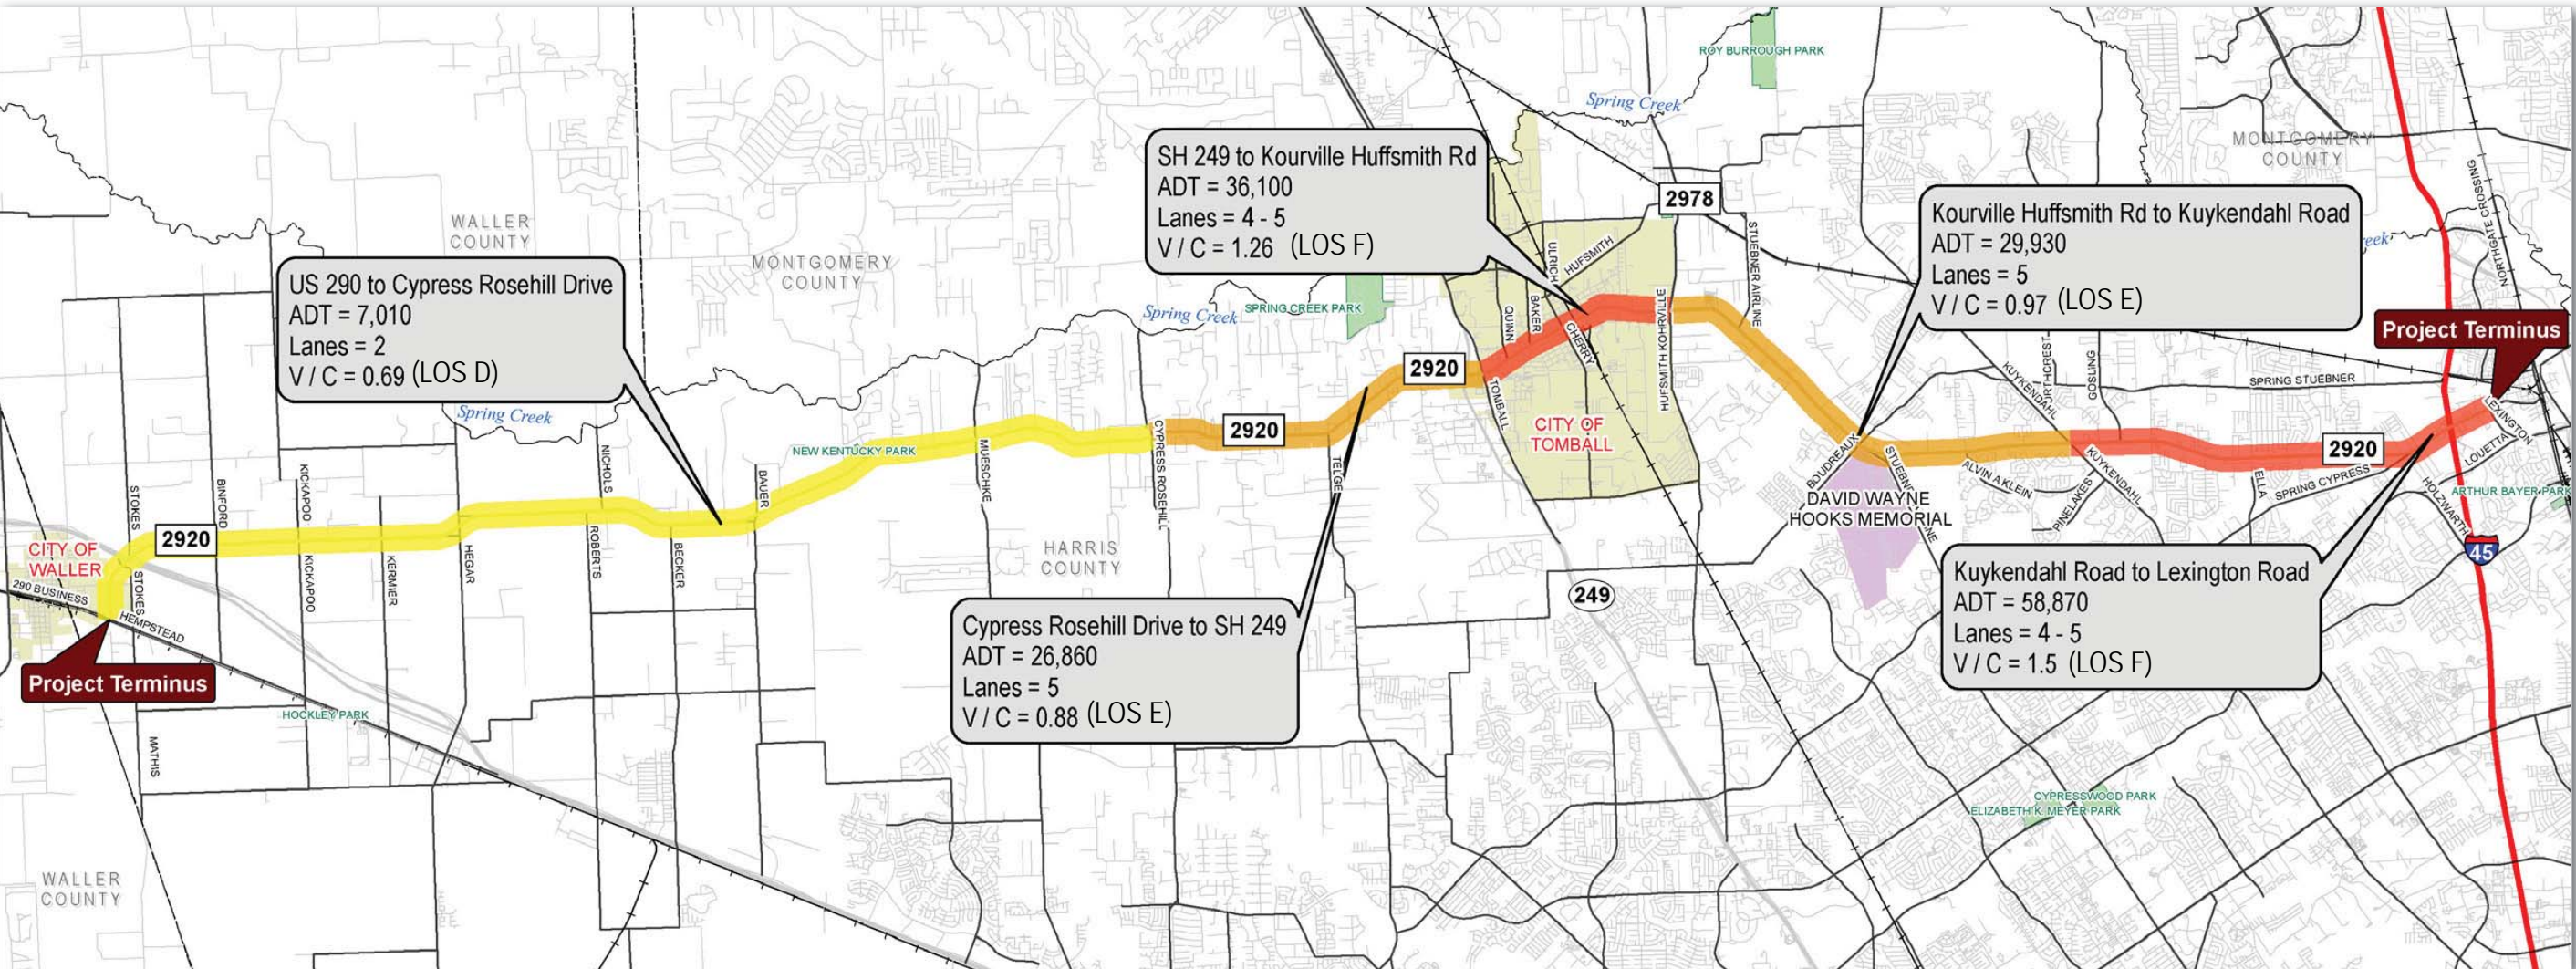 ROY BURROUGH PARK
Spring Creek
MONTGOMERY
COUNTY
NORTHGATE CROSSING
SH 249 to Kourville Huffsmith Rd
ADT = 36,100
Lanes = 4 - 5
V / C = 1.26 (LOS F)
2978
Kourville Huffsmith Rd to Kuykendahl Road
ADT = 29,930
Lanes = 5
V / C = 0.97 (LOS E)
eek
WALLER
COUNTY
MONTGOMERY
COUNTY
US 290 to Cypress Rosehill Drive
ADT = 7,010
Lanes = 2
V / C = 0.69 (LOS D)
Spring Creek
Spring Creek
SPRING CREEK PARK
ULRICH
HUFSMITH
QUINN
BAKER
CHERRY
HUFSMITH KOHRVILLE
STUEBNER AIRLINE
Project Terminus
2920
TOMBALL
CITY OF
TOMBALL
KUYKENDAHL
RTHCREST
GOSLING
SPRING STUEBNER
LEXINGTON
LOUETTA
2920
CYPRESS ROSEHILL
TELGE
MUESCHKE
NEW KENTUCKY PARK
BAUER
NICHOLS
ROBERTS
BECKER
HEGAR
KERMIER
KICKAPOO
KICKAPOO
BINFORD
STOKES
STOKES
2920
CITY OF
WALLER
290 BUSINESS
HEMPSTEAD
Project Terminus
HOCKLEY PARK
MATHIS
WALLER
COUNTY
HARRIS
COUNTY
Cypress Rosehill Drive to SH 249
ADT = 26,860
Lanes = 5
V / C = 0.88 (LOS E)
249
BOUDREAUX
STUEBN
NE
DAVID WAYNE
HOOKS MEMORIAL
ALVIN A KLEIN
PINELAKES
KUYKENDAHL
2920
ELLA
SPRING CYPRESS
HOLZWARTH
ARTHUR BAYER PARK
45
Kuykendahl Road to Lexington Road
ADT = 58,870
Lanes = 4 - 5
V / C = 1.5 (LOS F)
CYPRESSWOOD PARK
ELIZABETH K. MEYER PARK